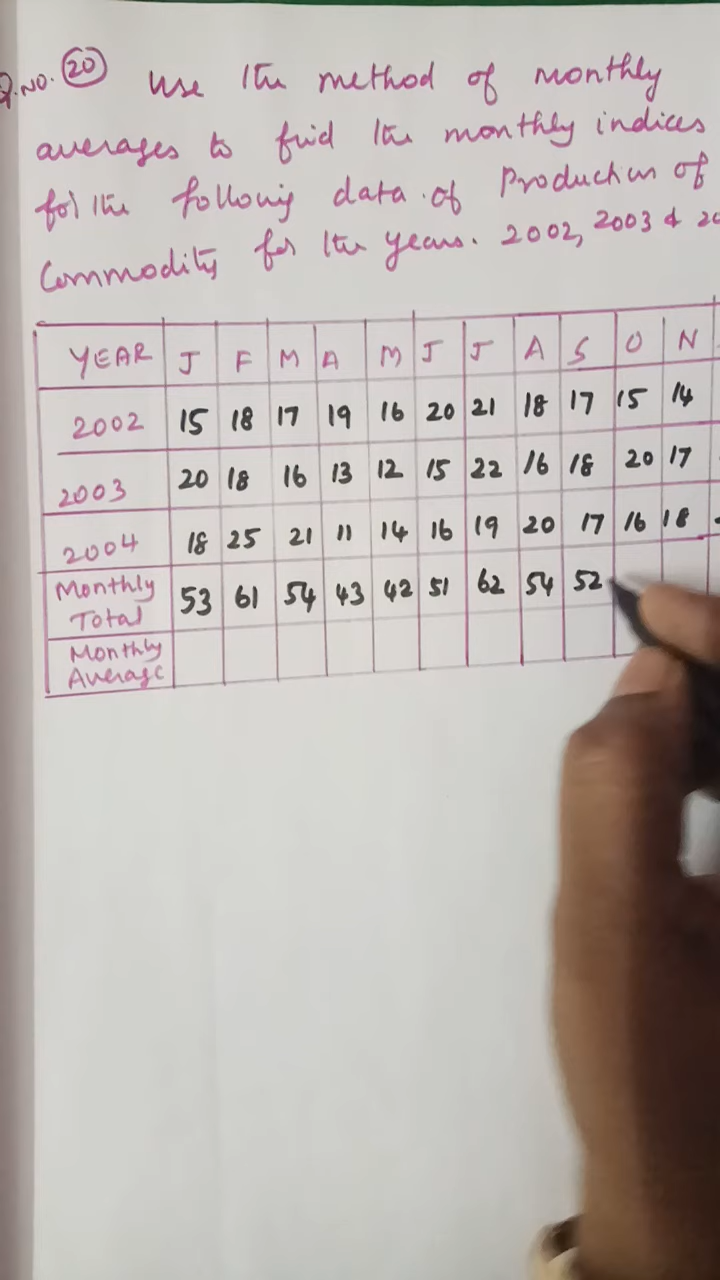 Q.NO. 20 Use the method of monthly
averages to find the monthly indices
for the following data of Production of
Commodity for the years. 2002, 2003 & 20
YEAR J F M A M J J A S O N
2002 15 18 17 19 16 20 21 18 17 15 14
2003 20 18 16 13 12 15 22 16 18 20 17
2004 18 25 21 11 14 16 19 20 17 16 18
Monthly
Total 53 61 54 43 42 51 62 54 52
Monthly
Average